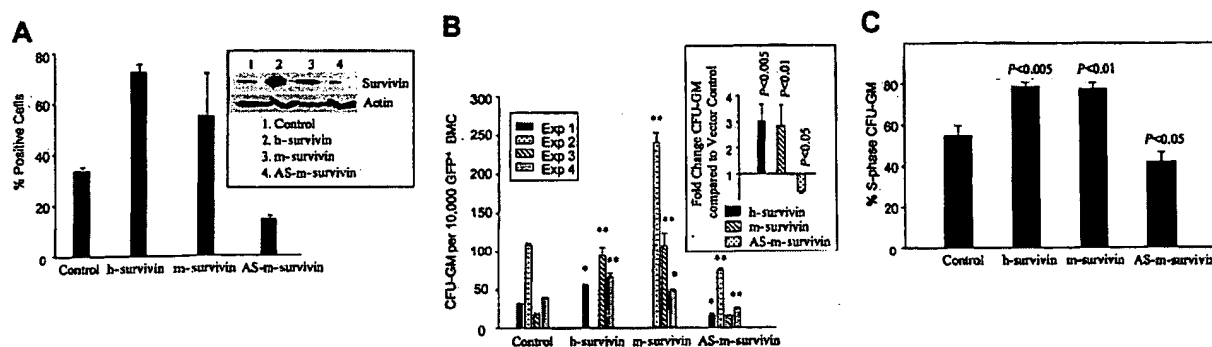 A
% Positive Cells
80
60
40
20
0
Control h-survivin m-survivin AS-m-survivin
1 2 3 4
Survivin
Actin
1. Control
2. h-survivin
3. m-survivin
4. AS-m-survivin
B
CFU-GM per 10,000 GFP+ BMC
300
250
200
150
100
50
0
Exp 1
Exp 2
Exp 3
Exp 4
* ** ** ** ** * * ** **
Control h-survivin m-survivin AS-m-survivin
Fold Change CFU-GM
compared to Vector Control
4
3
2
1
1
2
P<0.005
P<0.01
P<0.05
h-survivin
m-survivin
AS-m-survivin
C
% S-phase CFU-GM
80
60
40
20
0
P<0.005
P<0.01
P<0.05
Control h-survivin m-survivin AS-m-survivin